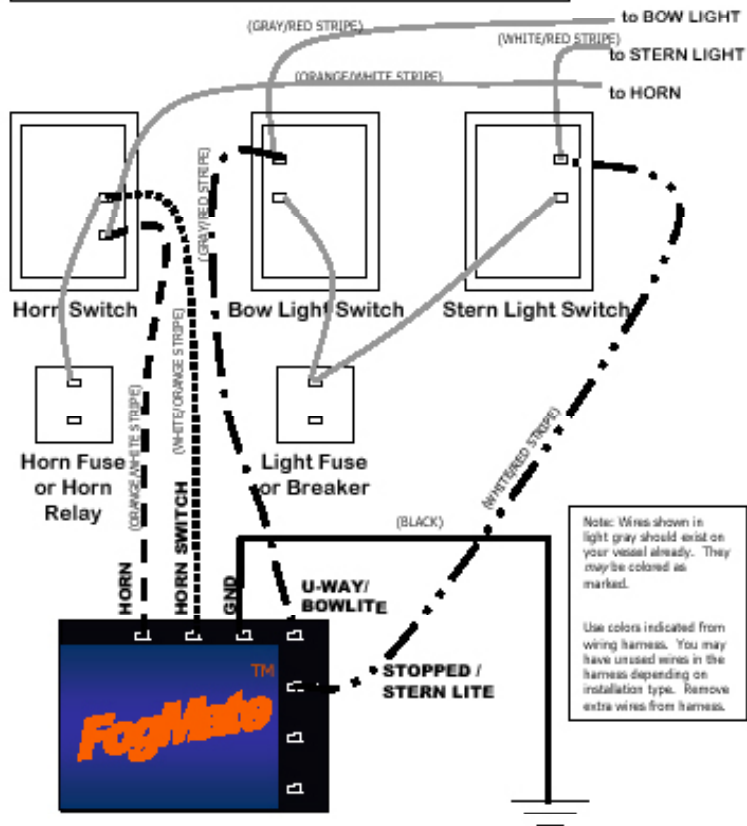 (GRAY/RED STRIPE)
to BOW LIGHT
(WHITE/RED STRIPE)
to STERN LIGHT
(ORANGE/WHITE STRIPE)
to HORN
(GRAY/RED STRIPE)
Horn Switch
Bow Light Switch
Stern Light Switch
(WHITE/ORANGE STRIPE)
(ORANGE/WHITE STRIPE)
Horn Fuse
or Horn
Relay
Light Fuse
or Breaker
(WHITE/RED STRIPE)
(BLACK)
HORN
HORN SWITCH
GND
U-WAY/
BOWLITE
STOPPED /
STERN LITE
TM
FogMate
Note: Wires shown in
light gray should exist on
your vessel already. They
may be colored as
marked.
Use colors indicated from
wiring harness. You may
have unused wires in the
harness depending on
installation type. Remove
extra wires from harness.